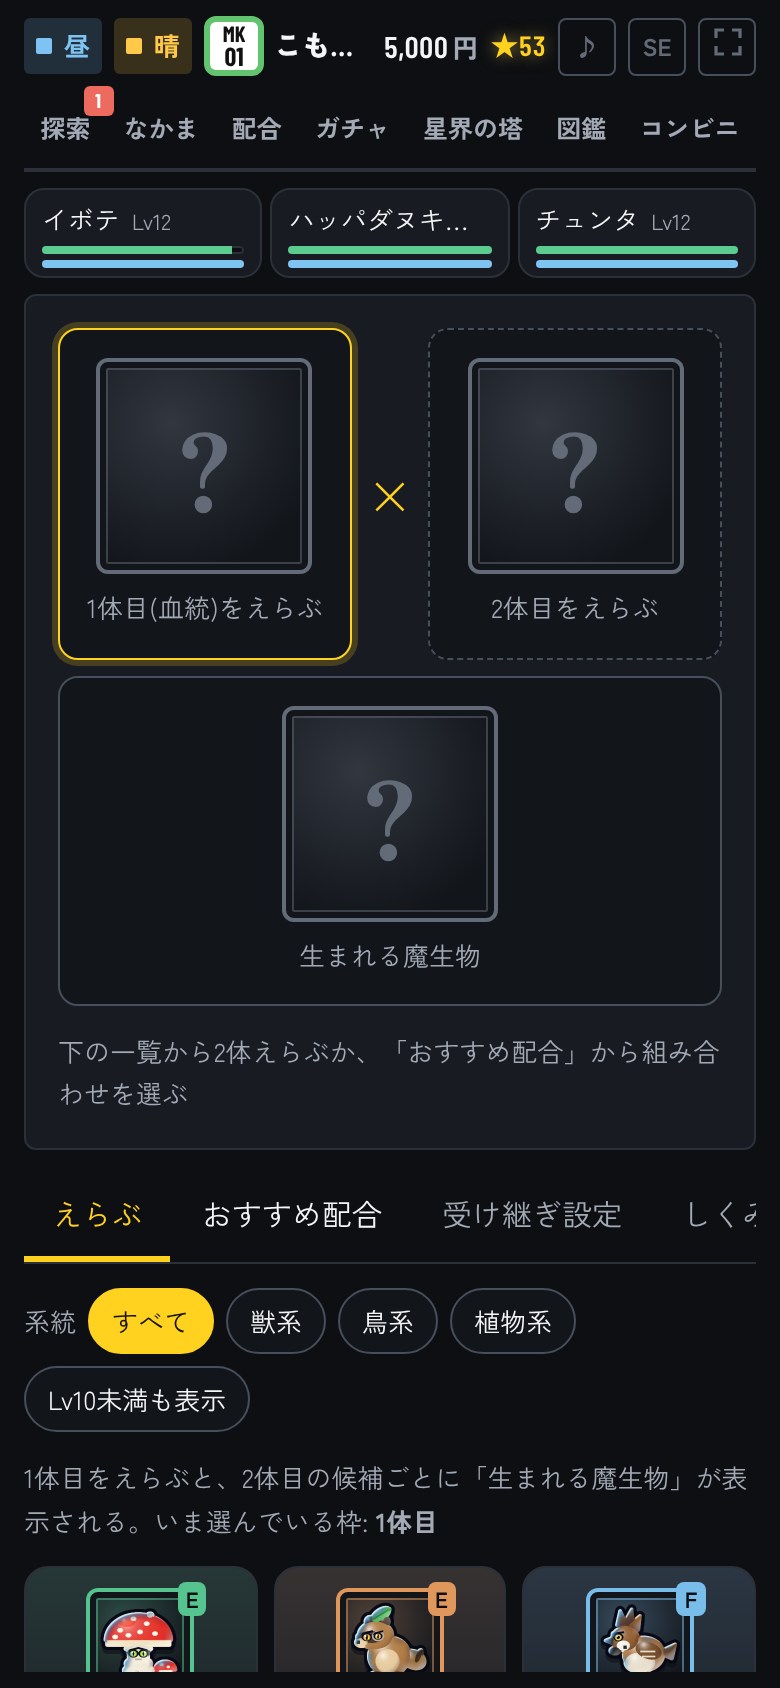 昼 晴 MK 01 こも… 5,000 円 ★53 ♪ SE
1
探索 なかま 配合 ガチャ 星界の塔 図鑑 コンビニ
イボテ Lv12 ハッパダヌキ… チュンタ Lv12
? × ?
1体目(血統)をえらぶ 2体目をえらぶ
?
生まれる魔生物
下の一覧から2体えらぶか、「おすすめ配合」から組み合
わせを選ぶ
えらぶ おすすめ配合 受け継ぎ設定 しくみ
系統 すべて 獣系 鳥系 植物系
Lv10未満も表示
1体目をえらぶと、2体目の候補ごとに「生まれる魔生物」が表
示される。いま選んでいる枠: 1体目
E E F